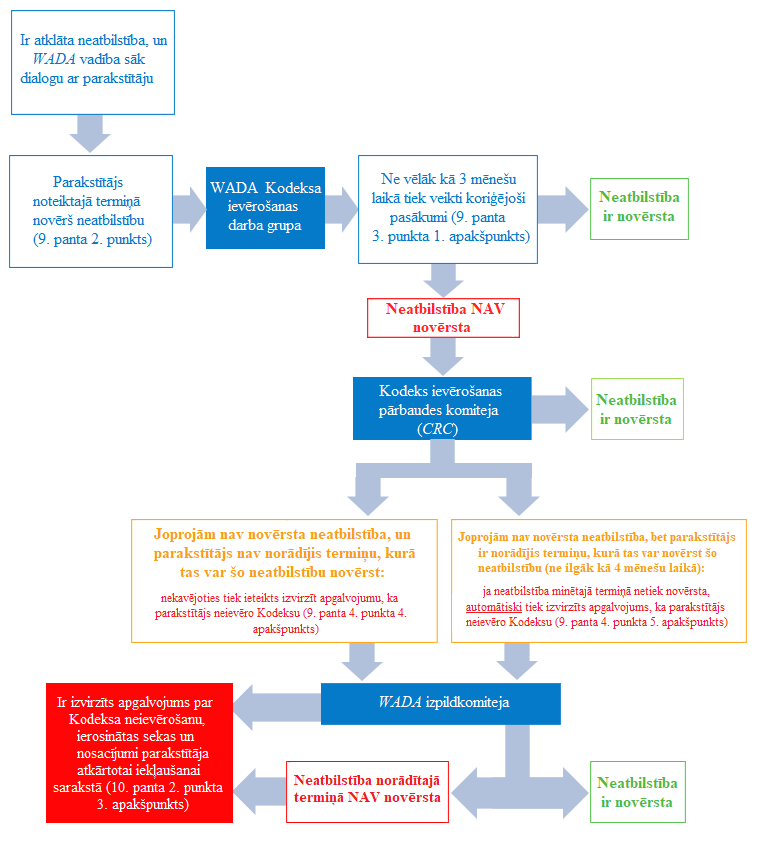 Ir atklāta neatbilstība, un
WADA vadība sāk
dialogu ar parakstītāju
Parakstītājs
noteiktajā termiņā
novērš neatbilstību
(9. panta 2. punkts)
WADA Kodeksa
ievērošanas
darba grupa
Ne vēlāk kā 3 mēnešu
laikā tiek veikti koriģējoši
pasākumi (9. panta
3. punkta 1. apakšpunkts)
Neatbilstība
ir novērsta
Neatbilstība NAV
novērsta
Kodeks ievērošanas
pārbaudes komiteja
(CRC)
Neatbilstība
ir novērsta
Joprojām nav novērsta neatbilstība, un
parakstītājs nav norādījis termiņu, kurā
tas var šo neatbilstību novērst:
nekavējoties tiek ieteikts izvirzīt apgalvojumu, ka
parakstītājs neievēro Kodeksu (9. panta 4. punkta 4.
apakšpunkts)
Joprojām nav novērsta neatbilstība, bet parakstītājs
ir norādījis termiņu, kurā tas var novērst šo
neatbilstību (ne ilgāk kā 4 mēnešu laikā):
ja neatbilstība minētajā termiņā netiek novērsta,
automātiski tiek izvirzīts apgalvojums, ka parakstītājs
neievēro Kodeksu (9. panta 4. punkta 5. apakšpunkts)
WADA izpildkomiteja
Ir izvirzīts apgalvojums par
Kodeksa neievērošanu,
ierosinātas sekas un
nosacījumi parakstītāja
atkārtotai iekļaušanai
sarakstā (10. panta 2. punkta
3. apakšpunkts)
Neatbilstība norādītajā
termiņā NAV novērsta
Neatbilstība
ir novērsta